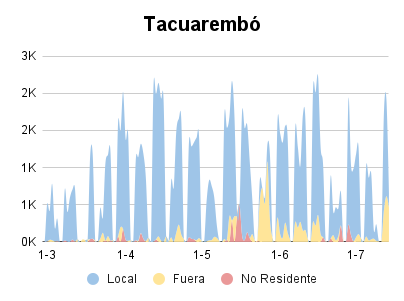 Tacuarembó
3K
2K
2K
1K
1K
0K
1-3 1-4 1-5 1-6 1-7
Local Fuera No Residente